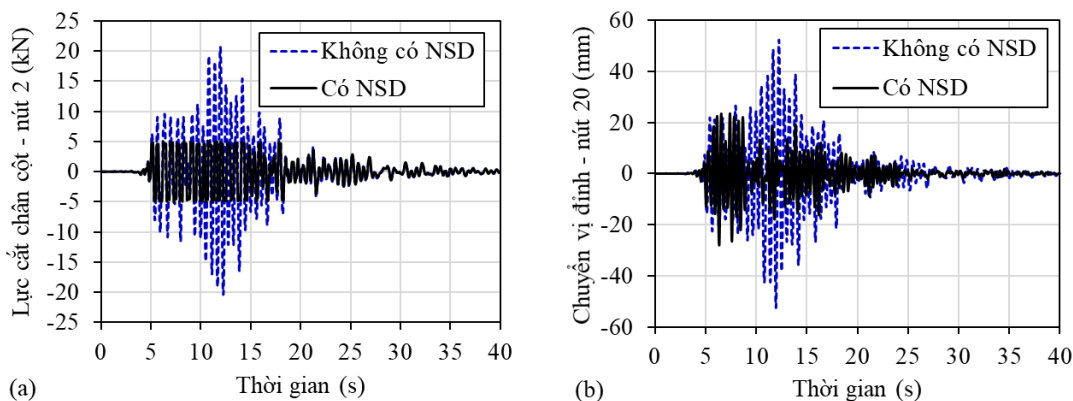 Lực cắt chân cột - nút 2 (kN)
25
20
15
10
5
0
-5
-10
-15
-20
-25
Không có NSD
Có NSD
0 5 10 15 20 25 30 35 40
(a) Thời gian (s)
Chuyển vị đỉnh - nút 20 (mm)
60
40
20
0
-20
-40
-60
Không có NSD
Có NSD
0 5 10 15 20 25 30 35 40
(b) Thời gian (s)